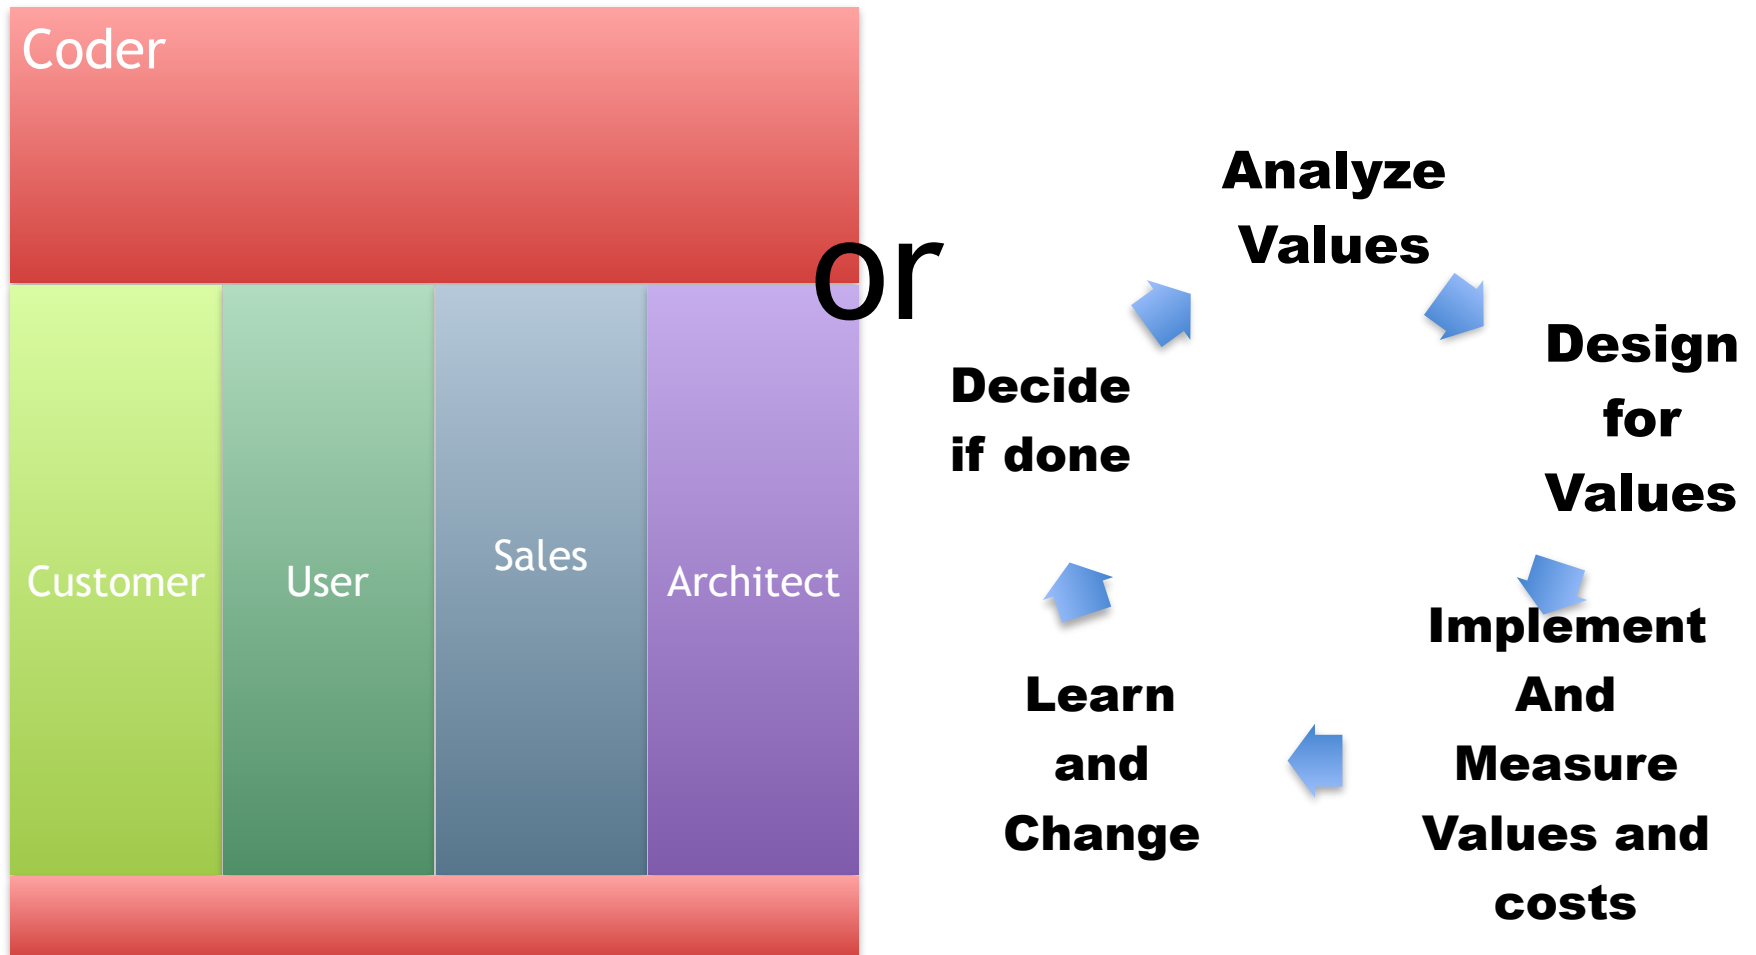 Coder
Customer
User
Sales
Architect
or
Analyze
Values
Design
for
Values
Implement
And
Measure
Values and
costs
Learn
and
Change
Decide
if done